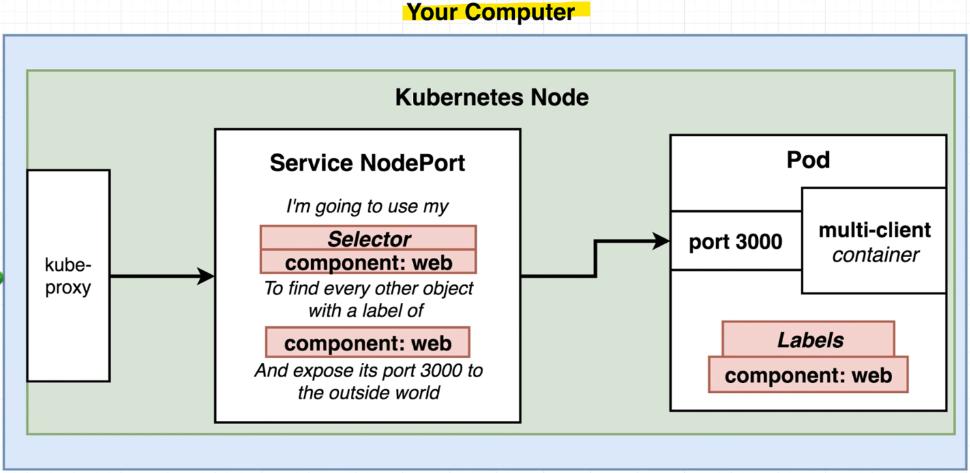 Your Computer
Kubernetes Node
kube-
proxy
Service NodePort
I'm going to use my
Selector
component: web
To find every other object
with a label of
component: web
And expose its port 3000 to
the outside world
Pod
port 3000
multi-client
container
Labels
component: web